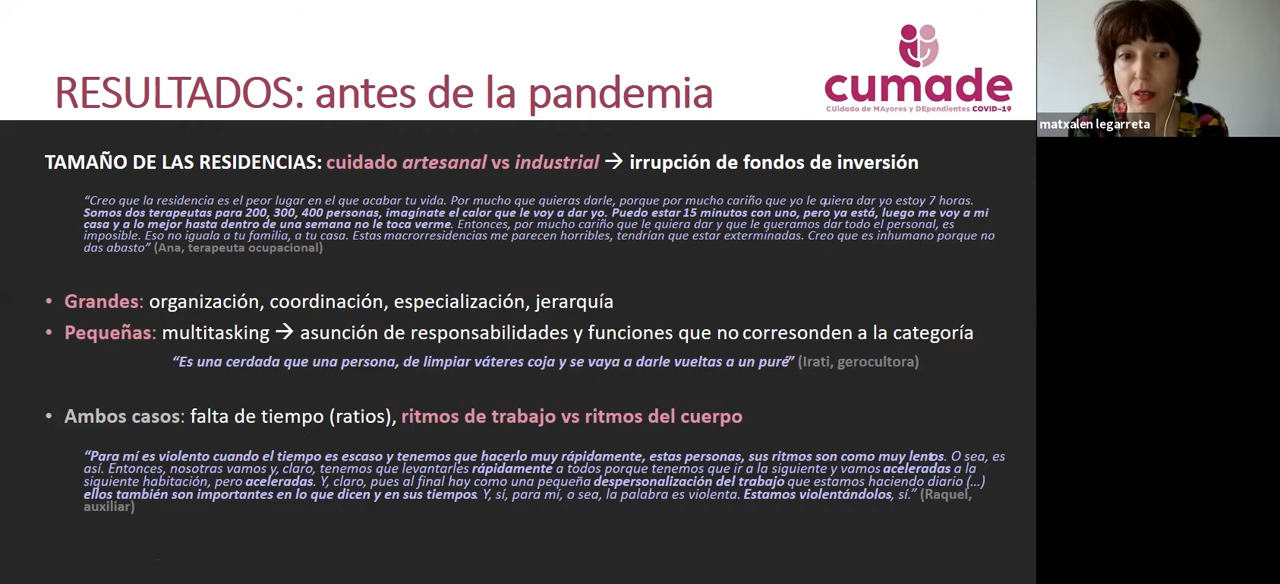 RESULTADOS: antes de la pandemia
cumade
CUIdado de MAyores y DEpendientes COVID-19
matxalen legarreta
TAMAÑO DE LAS RESIDENCIAS: cuidado artesanal vs industrial → irrupción de fondos de inversión
“Creo que la residencia es el peor lugar en el que acabar tu vida. Por mucho que quieras darle, porque por mucho cariño que yo le quiera dar yo estoy 7 horas.
Somos dos terapeutas para 200, 300, 400 personas, imagínate el calor que le voy a dar yo. Puedo estar 15 minutos con uno, pero ya está, luego me voy a mi
casa y a lo mejor hasta dentro de una semana no le toca verme. Entonces, por mucho cariño que le quiera dar y que le queramos dar todo el personal, es
imposible. Eso no iguala a tu familia, a tu casa. Estas macrorresidencias me parecen horribles, tendrían que estar exterminadas. Creo que es inhumano porque no
das abasto” (Ana, terapeuta ocupacional)
• Grandes: organización, coordinación, especialización, jerarquía
• Pequeñas: multitasking → asunción de responsabilidades y funciones que no corresonden a la categoría
“Es una cerdada que una persona, de limpiar váteres coja y se vaya a darle vueltas a un puré” (Irati, gerocultora)
• Ambos casos: falta de tiempo (ratios), ritmos de trabajo vs ritmos del cuerpo
“Para mí es violento cuando el tiempo es escaso y tenemos que hacerlo muy rápidamente, estas personas, sus ritmos son como muy lentos. O sea, es
así. Entonces, nosotras vamos y, claro, tenemos que levantarles rápidamente a todos porque tenemos que ir a la siguiente y vamos aceleradas a la
siguiente habitación, pero aceleradas. Y, claro, pues al final hay como una pequeña despersonalización del trabajo que estamos haciendo diario (…)
ellos también son importantes en lo que dicen y en sus tiempos. Y, sí, para mí, o sea, la palabra es violenta. Estamos violentándolos, sí.” (Raquel,
auxiliar)